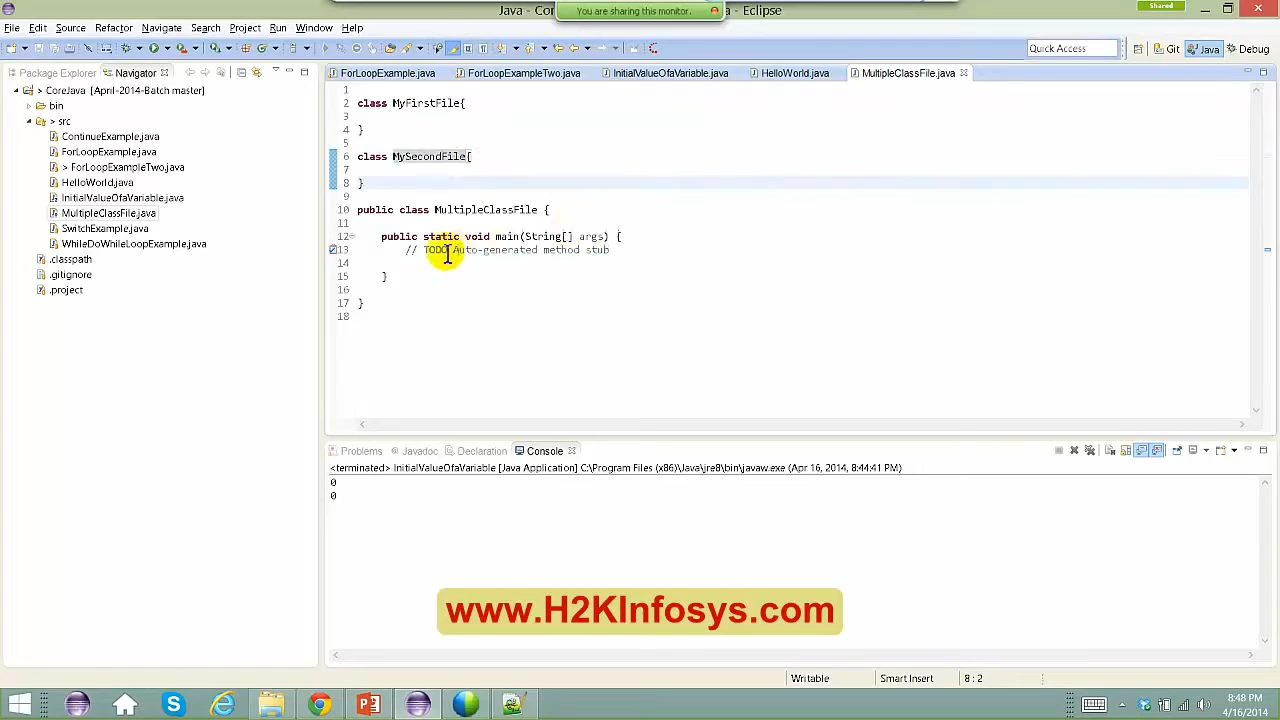 Java - Cor
You are sharing this monitor.
a - Eclipse
Shared
File Edit Source Refactor Navigate Search Project Run Window Help
Quick Access
Git Java Debug
Package Explorer Navigator
ForLoopExample.java ForLoopExampleTwo.java InitialValueOfaVariable.java HelloWorld.java MultipleClassFile.java
> CoreJava [April-2014-Batch master]
bin
> src
ContinueExample.java
ForLoopExample.java
> ForLoopExampleTwo.java
HelloWorld.java
InitialValueOfaVariable.java
MultipleClassFile.java
SwitchExample.java
WhileDoWhileLoopExample.java
.classpath
.gitignore
.project
1
2 class MyFirstFile{
3
4 }
5
6 class MySecondFile{
7
8 }
9
10 public class MultipleClassFile {
11
12 public static void main(String[] args) {
13 // TODO Auto-generated method stub
14
15 }
16
17 }
18
Problems Javadoc Declaration Console
<terminated> InitialValueOfaVariable [Java Application] C:\Program Files (x86)\Java\jre8\bin\javaw.exe (Apr 16, 2014, 8:44:41 PM)
0
0
www.H2KInfosys.com
Writable Smart Insert 8 : 2
8:48 PM
4/16/2014